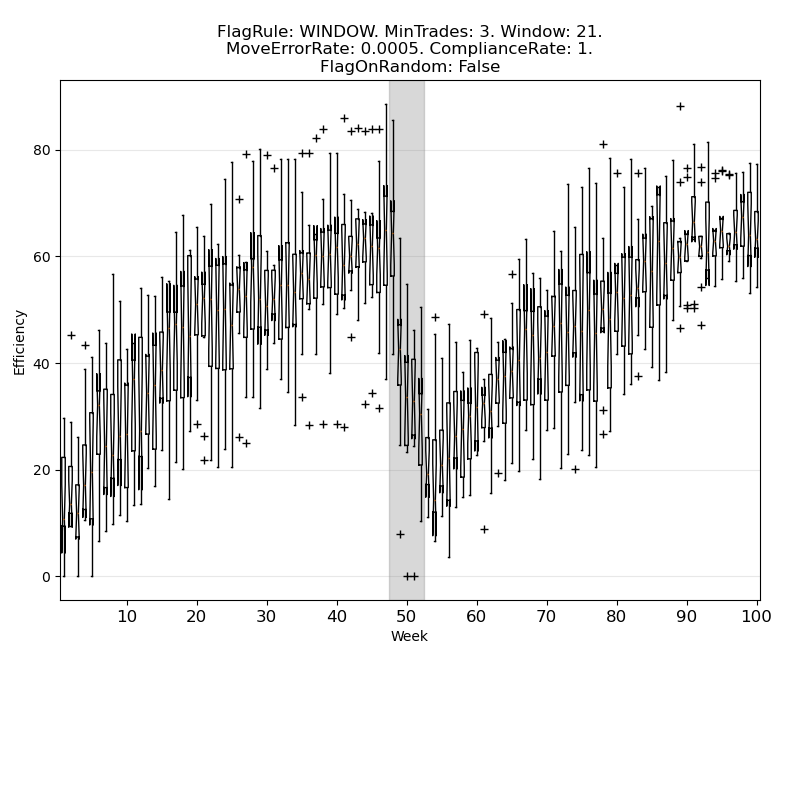 FlagRule: WINDOW. MinTrades: 3. Window: 21.
MoveErrorRate: 0.0005. ComplianceRate: 1.
FlagOnRandom: False
80
60
40
20
0
Efficiency
10 20 30 40 50 60 70 80 90 100
Week